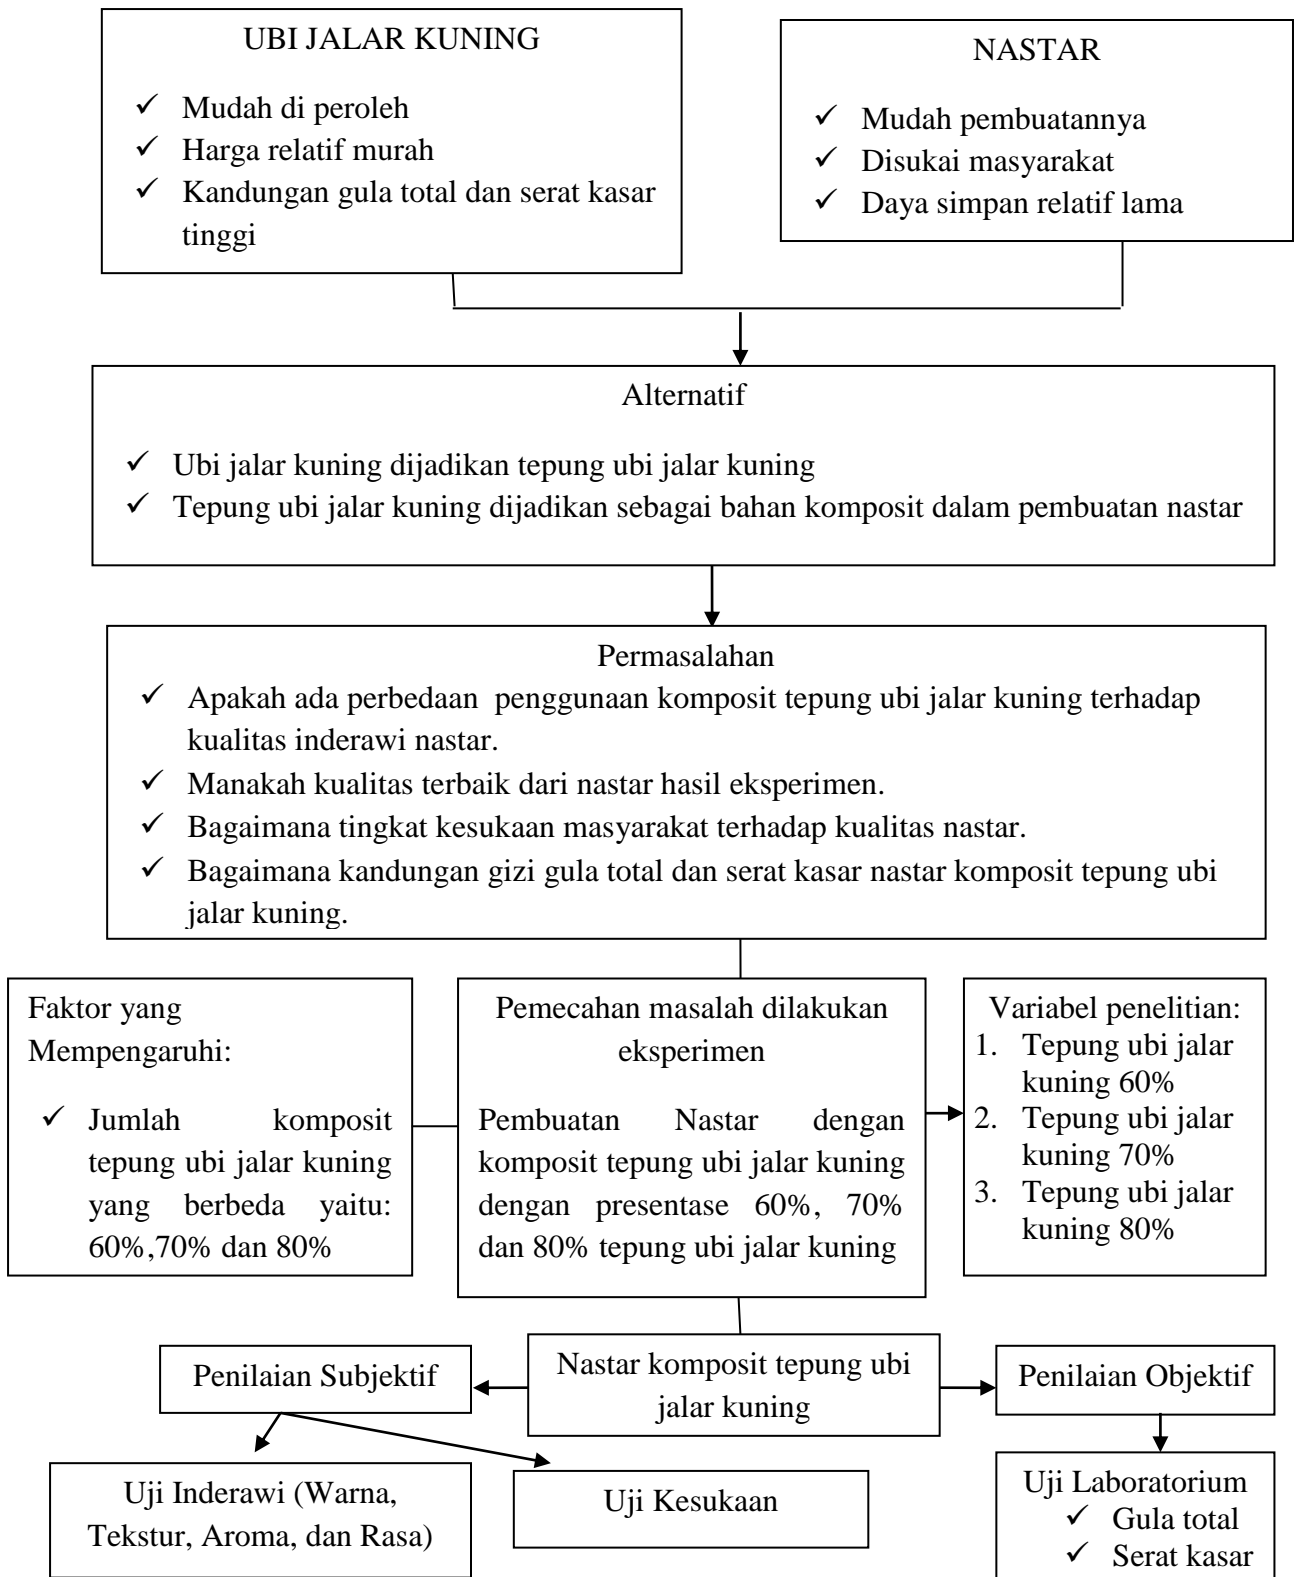 UBI JALAR KUNING
✓ Mudah di peroleh
✓ Harga relatif murah
✓ Kandungan gula total dan serat kasar
tinggi
NASTAR
✓ Mudah pembuatannya
✓ Disukai masyarakat
✓ Daya simpan relatif lama
Alternatif
✓ Ubi jalar kuning dijadikan tepung ubi jalar kuning
✓ Tepung ubi jalar kuning dijadikan sebagai bahan komposit dalam pembuatan nastar
Permasalahan
✓ Apakah ada perbedaan penggunaan komposit tepung ubi jalar kuning terhadap
kualitas inderawi nastar.
✓ Manakah kualitas terbaik dari nastar hasil eksperimen.
✓ Bagaimana tingkat kesukaan masyarakat terhadap kualitas nastar.
✓ Bagaimana kandungan gizi gula total dan serat kasar nastar komposit tepung ubi
jalar kuning.
Faktor yang
Mempengaruhi:
✓ Jumlah komposit
tepung ubi jalar kuning
yang berbeda yaitu:
60%,70% dan 80%
Pemecahan masalah dilakukan
eksperimen
Pembuatan Nastar dengan
komposit tepung ubi jalar kuning
dengan presentase 60%, 70%
dan 80% tepung ubi jalar kuning
Variabel penelitian:
1. Tepung ubi jalar
kuning 60%
2. Tepung ubi jalar
kuning 70%
3. Tepung ubi jalar
kuning 80%
Penilaian Subjektif
Nastar komposit tepung ubi
jalar kuning
Penilaian Objektif
Uji Inderawi (Warna,
Tekstur, Aroma, dan Rasa)
Uji Kesukaan
Uji Laboratorium
✓ Gula total
✓ Serat kasar